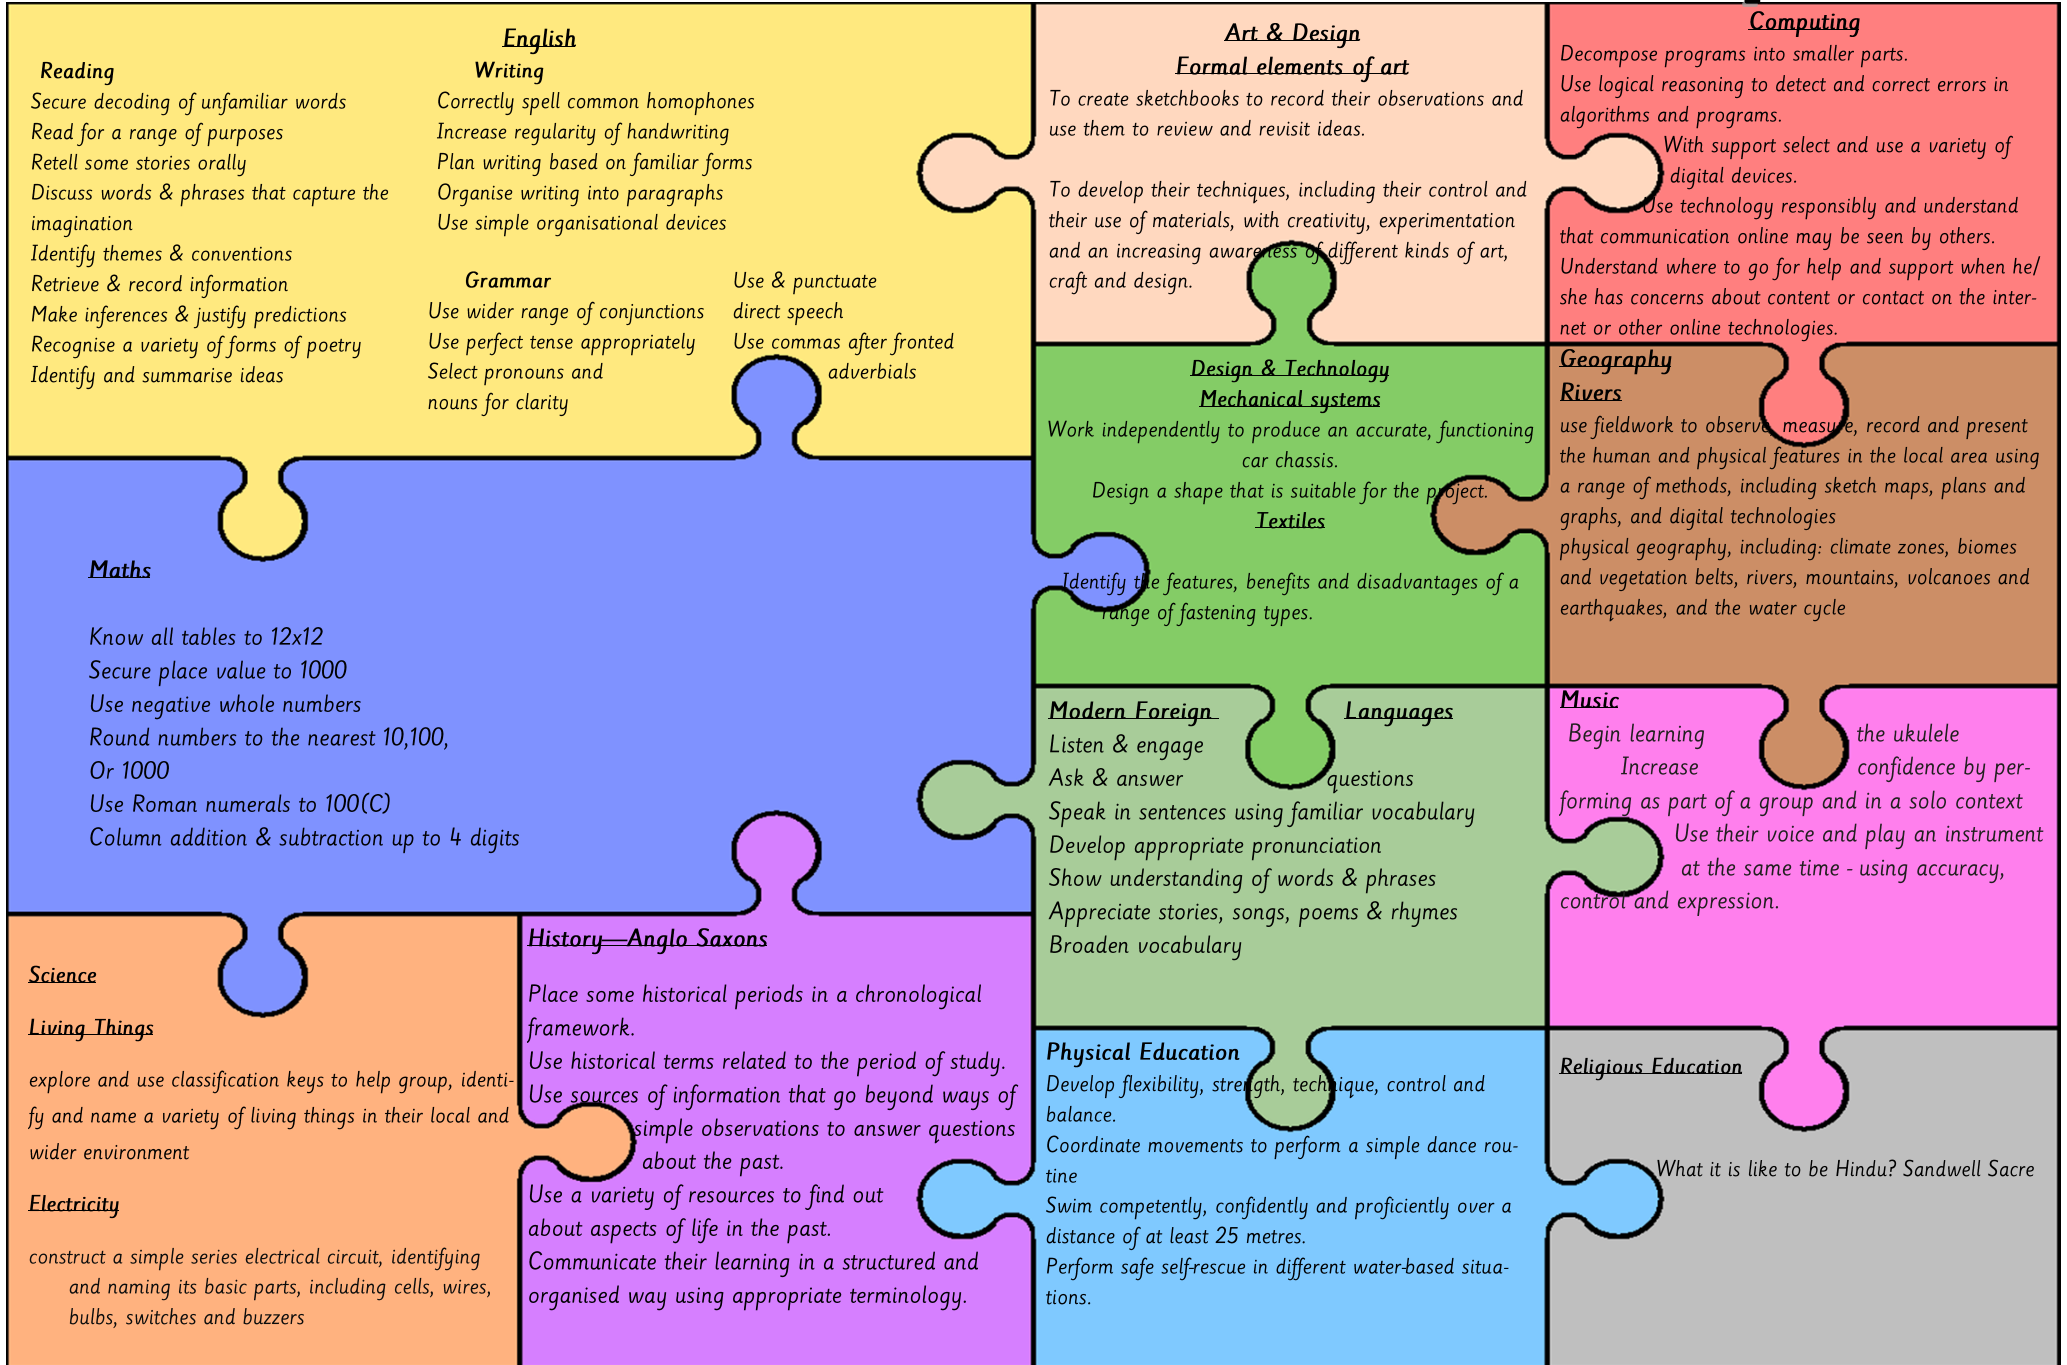 English
Reading
Secure decoding of unfamiliar words
Read for a range of purposes
Retell some stories orally
Discuss words & phrases that capture the
imagination
Identify themes & conventions
Retrieve & record information
Make inferences & justify predictions
Recognise a variety of forms of poetry
Identify and summarise ideas
Writing
Correctly spell common homophones
Increase regularity of handwriting
Plan writing based on familiar forms
Organise writing into paragraphs
Use simple organisational devices
Grammar
Use wider range of conjunctions
Use perfect tense appropriately
Select pronouns and
nouns for clarity
Use & punctuate
direct speech
Use commas after fronted
adverbials
Art & Design
Formal elements of art
To create sketchbooks to record their observations and
use them to review and revisit ideas.
To develop their techniques, including their control and
their use of materials, with creativity, experimentation
and an increasing awareness of different kinds of art,
craft and design.
Computing
Decompose programs into smaller parts.
Use logical reasoning to detect and correct errors in
algorithms and programs.
With support select and use a variety of
digital devices.
Use technology responsibly and understand
that communication online may be seen by others.
Understand where to go for help and support when he/
she has concerns about content or contact on the inter-
net or other online technologies.
Maths
Know all tables to 12x12
Secure place value to 1000
Use negative whole numbers
Round numbers to the nearest 10,100,
Or 1000
Use Roman numerals to 100(C)
Column addition & subtraction up to 4 digits
Design & Technology
Mechanical systems
Work independently to produce an accurate, functioning
car chassis.
Design a shape that is suitable for the project.
Textiles
Identify the features, benefits and disadvantages of a
range of fastening types.
Geography
Rivers
use fieldwork to observe, measure, record and present
the human and physical features in the local area using
a range of methods, including sketch maps, plans and
graphs, and digital technologies
physical geography, including: climate zones, biomes
and vegetation belts, rivers, mountains, volcanoes and
earthquakes, and the water cycle
Modern Foreign Languages
Listen & engage
Ask & answer questions
Speak in sentences using familiar vocabulary
Develop appropriate pronunciation
Show understanding of words & phrases
Appreciate stories, songs, poems & rhymes
Broaden vocabulary
Music
Begin learning the ukulele
Increase confidence by per-
forming as part of a group and in a solo context
Use their voice and play an instrument
at the same time - using accuracy,
control and expression.
Science
Living Things
explore and use classification keys to help group, identi-
fy and name a variety of living things in their local and
wider environment
Electricity
construct a simple series electrical circuit, identifying
and naming its basic parts, including cells, wires,
bulbs, switches and buzzers
History—Anglo Saxons
Place some historical periods in a chronological
framework.
Use historical terms related to the period of study.
Use sources of information that go beyond ways of
simple observations to answer questions
about the past.
Use a variety of resources to find out
about aspects of life in the past.
Communicate their learning in a structured and
organised way using appropriate terminology.
Physical Education
Develop flexibility, strength, technique, control and
balance.
Coordinate movements to perform a simple dance rou-
tine
Swim competently, confidently and proficiently over a
distance of at least 25 metres.
Perform safe self-rescue in different water-based situa-
tions.
Religious Education
What it is like to be Hindu? Sandwell Sacre